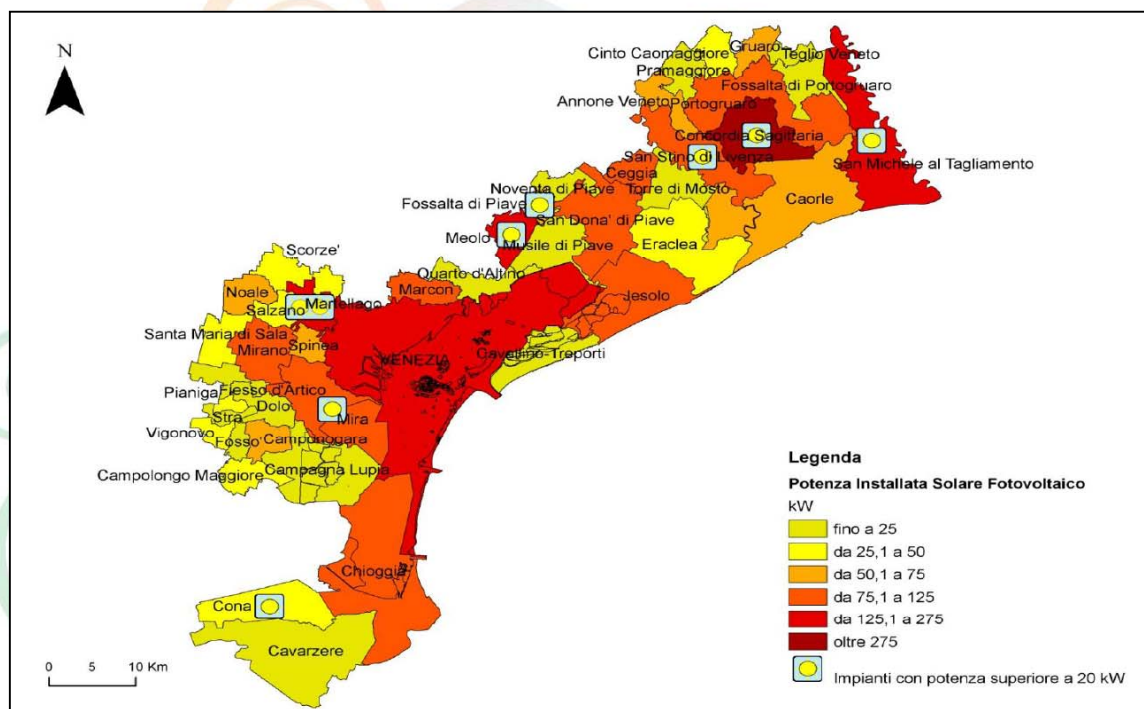 N
Cinto Caomaggiore
Gruaro
Teglio Veneto
Pramaggiore
Fossalta di Portogruaro
Annone Veneto
Portogruaro
Concordia Sagittaria
San Stino di Livenza
San Michele al Tagliamento
Ceggia
Noventa di Piave
Torre di Mosto
Caorle
Fossalta di Piave
San Dona' di Piave
Meolo
Musile di Piave
Eraclea
Scorze'
Quarto d'Altino
Noale
Marcon
Jesolo
Martellago
Salzano
Santa Maria di Sala
Mirano
Spinea
VENEZIA
Cavallino-Treporti
Pianiga
Fiesso d'Artico
Dolo
Stra
Mira
Vigonovo
Fosso'
Camponogara
Campolongo Maggiore
Campagna Lupia
Chioggia
Cona
Cavarzere
0 5 10 Km
Legenda
Potenza Installata Solare Fotovoltaico
kW
fino a 25
da 25,1 a 50
da 50,1 a 75
da 75,1 a 125
da 125,1 a 275
oltre 275
Impianti con potenza superiore a 20 kW